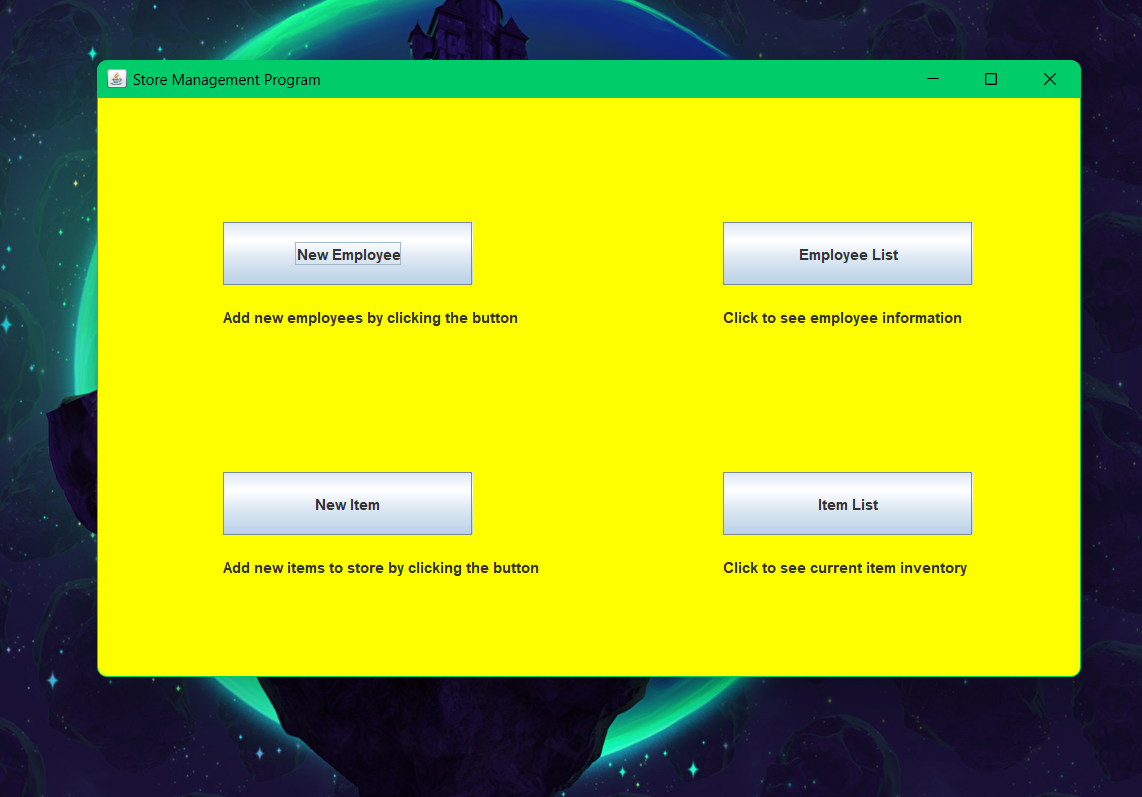 Store Management Program
New Employee
Employee List
Add new employees by clicking the button
Click to see employee information
New Item
Item List
Add new items to store by clicking the button
Click to see current item inventory